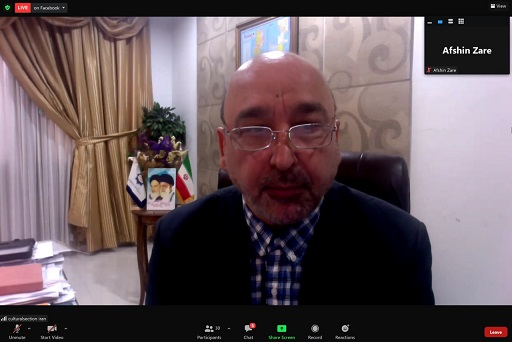 LIVE on Facebook
View
Afshin Zare
Afshin Zare
culturalsection iran
Unmute
Start Video
Participants
Chat
Share Screen
Record
Reactions
Leave